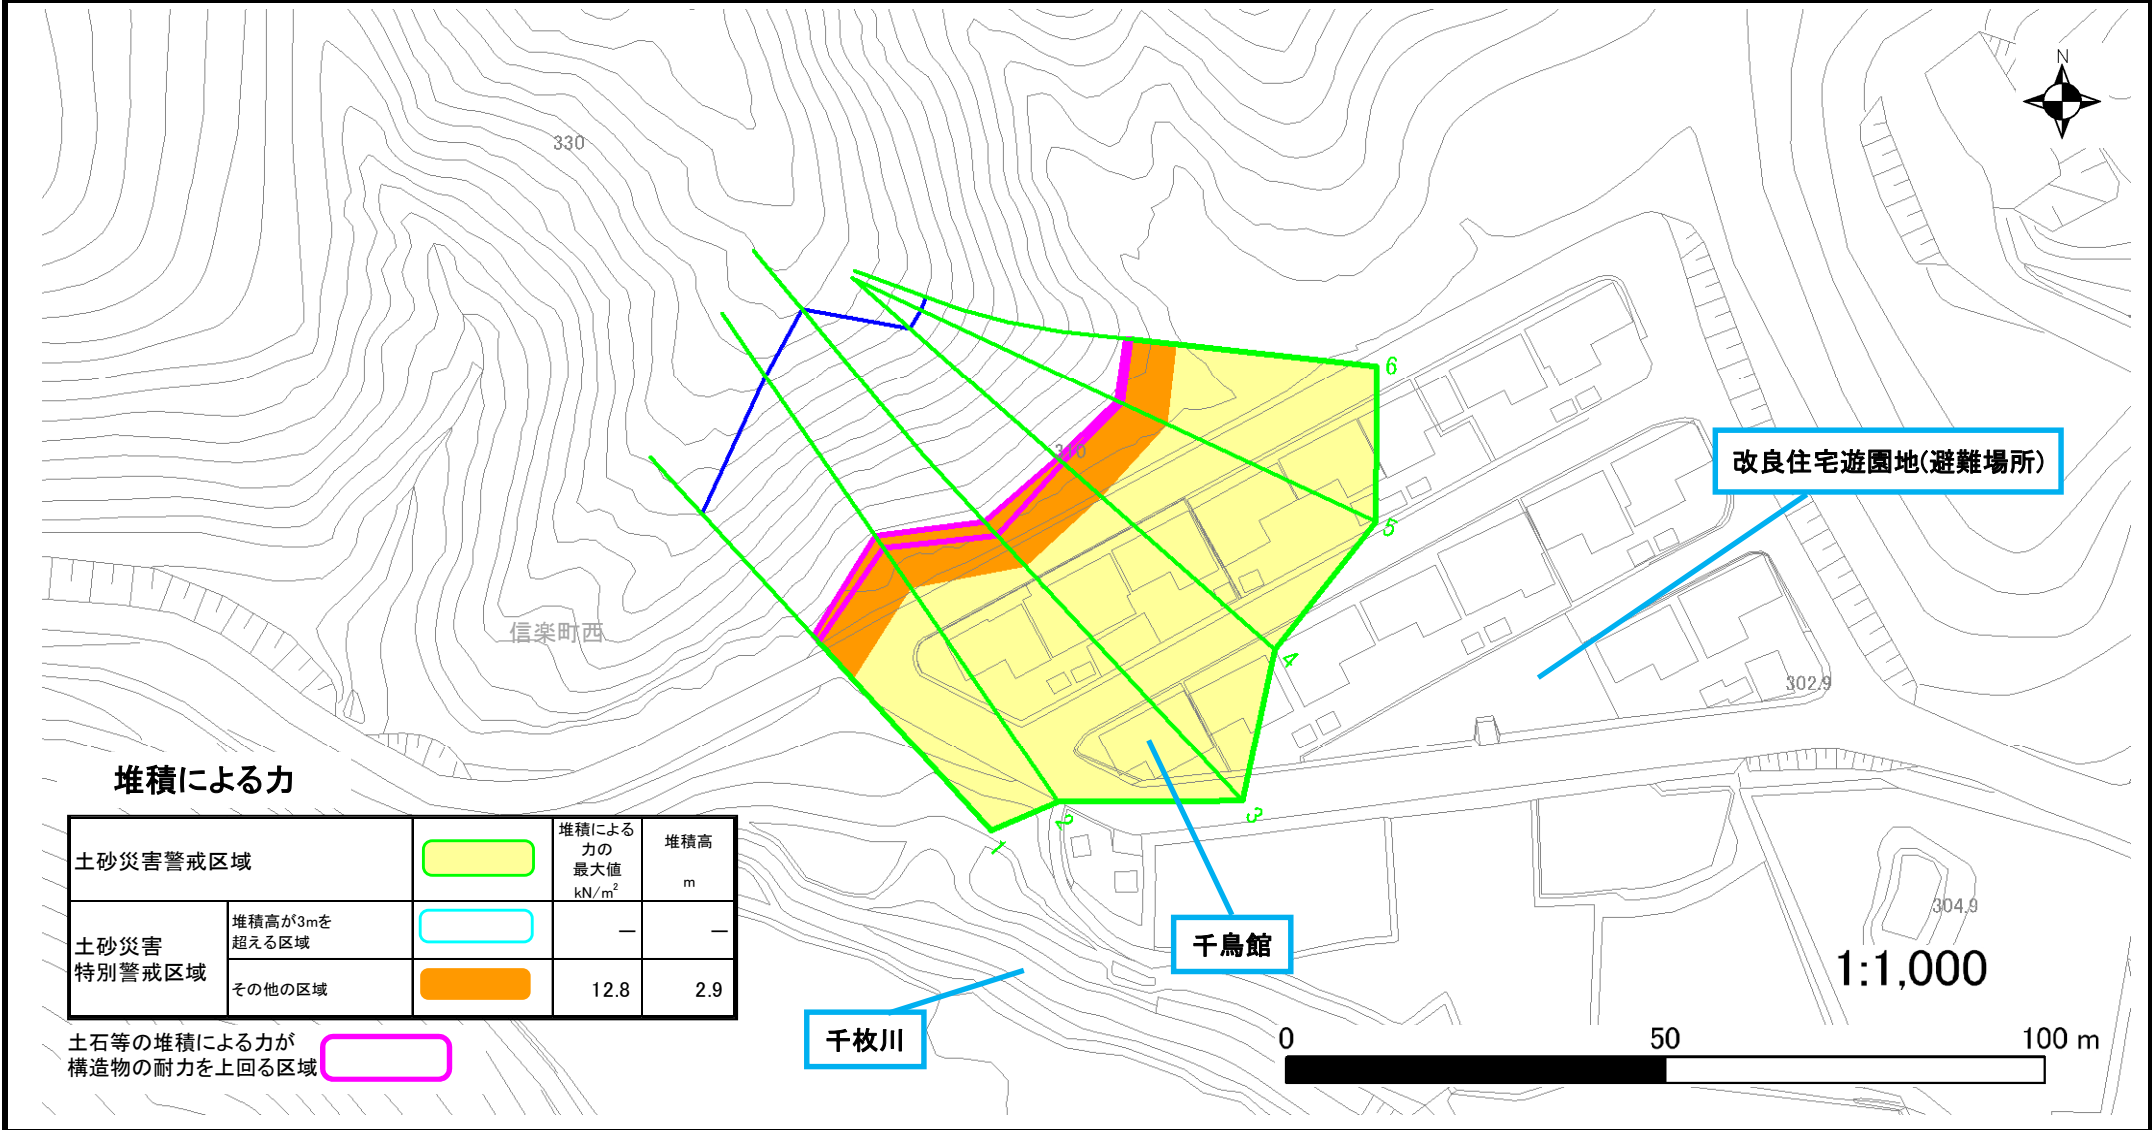 N
330
6
310
改良住宅遊園地(避難場所)
5
信楽町西
4
302.9
3
2
1
堆積による力
土砂災害警戒区域
堆積による
力の
最大値
kN/m²
堆積高
m
土砂災害
特別警戒区域
堆積高が3mを
超える区域
—
—
その他の区域
12.8
2.9
土石等の堆積による力が
構造物の耐力を上回る区域
千鳥館
千枚川
304.9
1:1,000
0
50
100 m